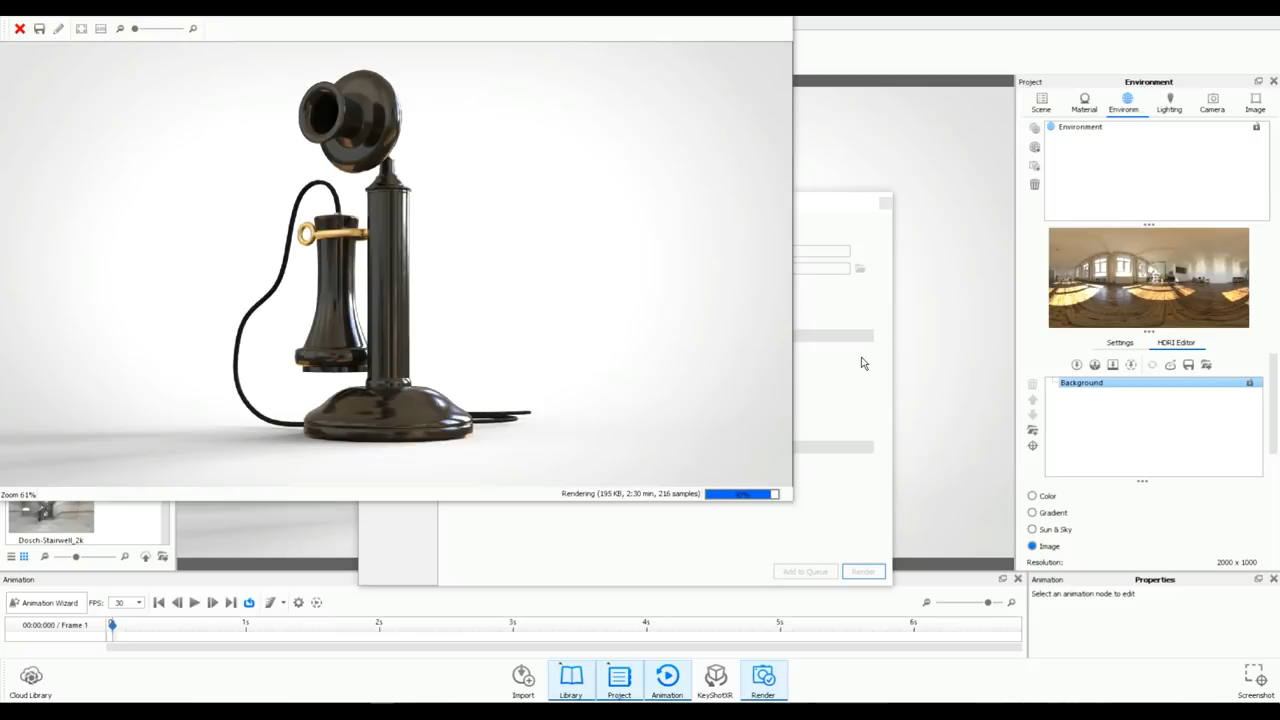 Project
Environment
Scene
Material
Environm...
Lighting
Camera
Image
Environment
Settings
HDRI Editor
Background
Color
Gradient
Sun & Sky
Image
Resolution:
2000 x 1000
Zoom 61%
Rendering (195 KB, 2:30 min, 216 samples)
Dosch-Stairwell_2k
Add to Queue
Render
Animation
Animation Wizard
FPS:
30
00:00:000 / Frame 1
1s
2s
3s
4s
5s
6s
Animation
Properties
Select an animation node to edit
Cloud Library
Import
Library
Project
Animation
KeyShotXR
Render
Screenshot